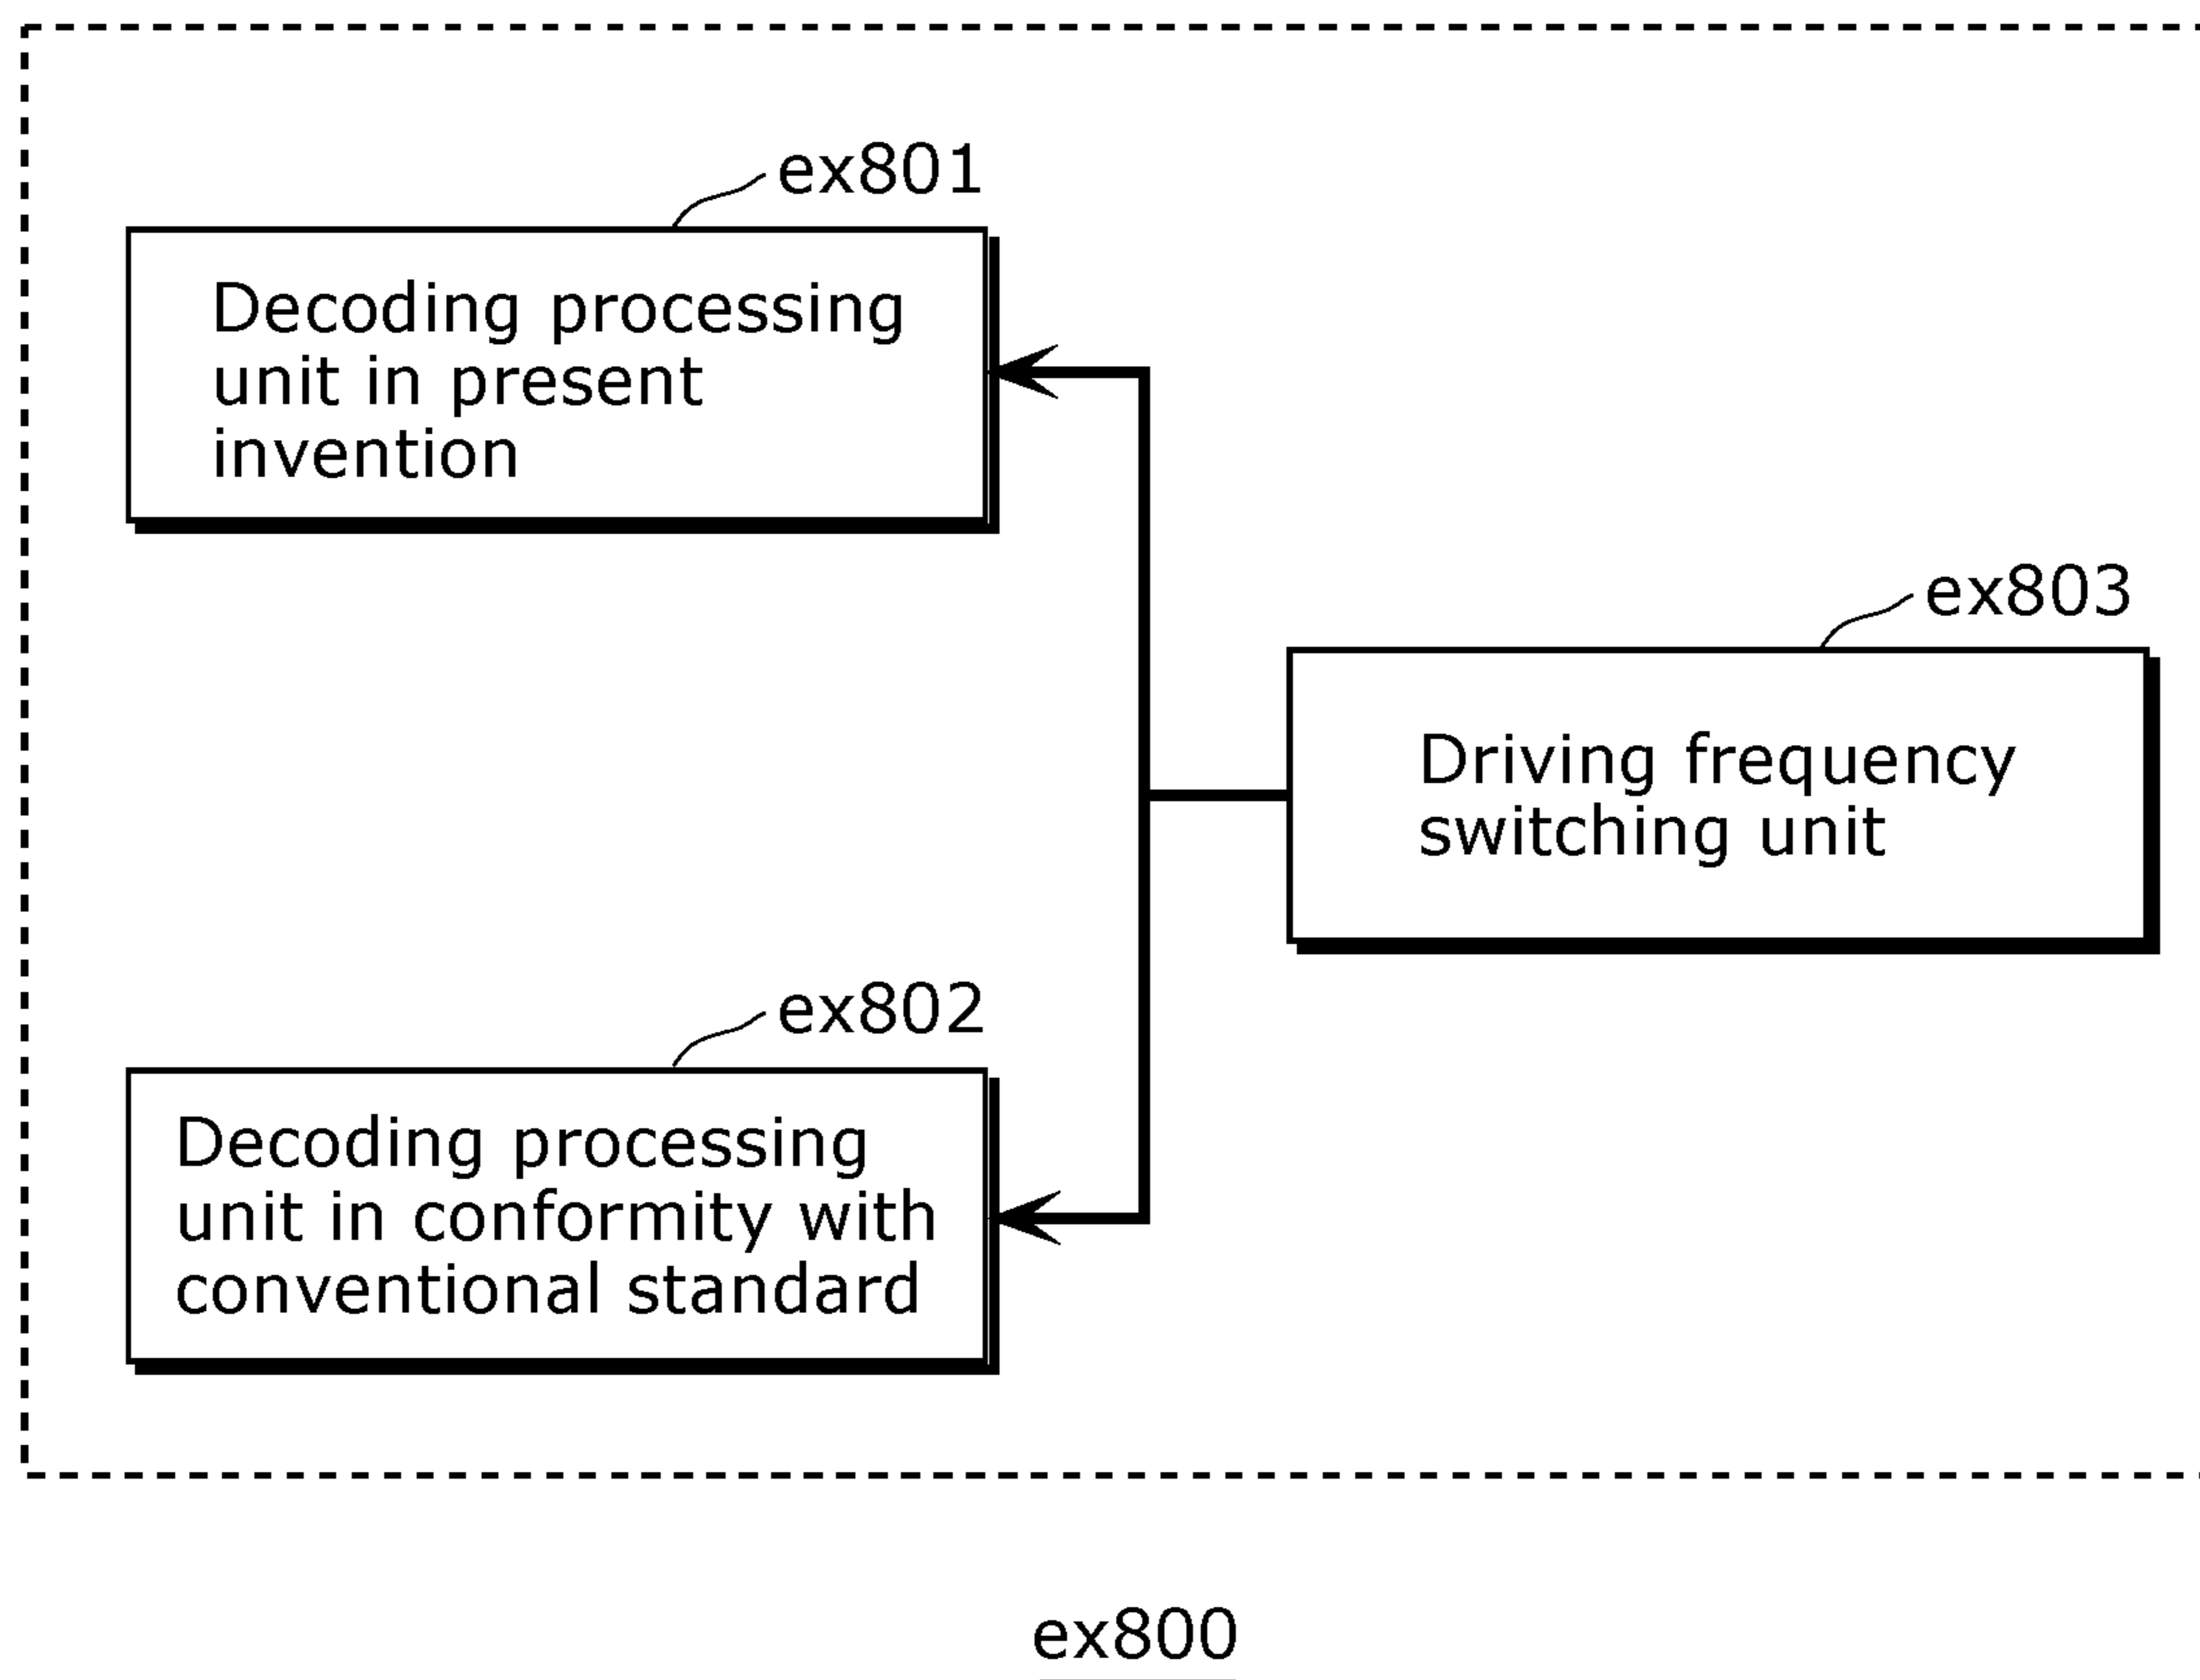 ex801
Decoding processing
unit in present
invention
ex803
Driving frequency
switching unit
ex802
Decoding processing
unit in conformity with
conventional standard
ex800